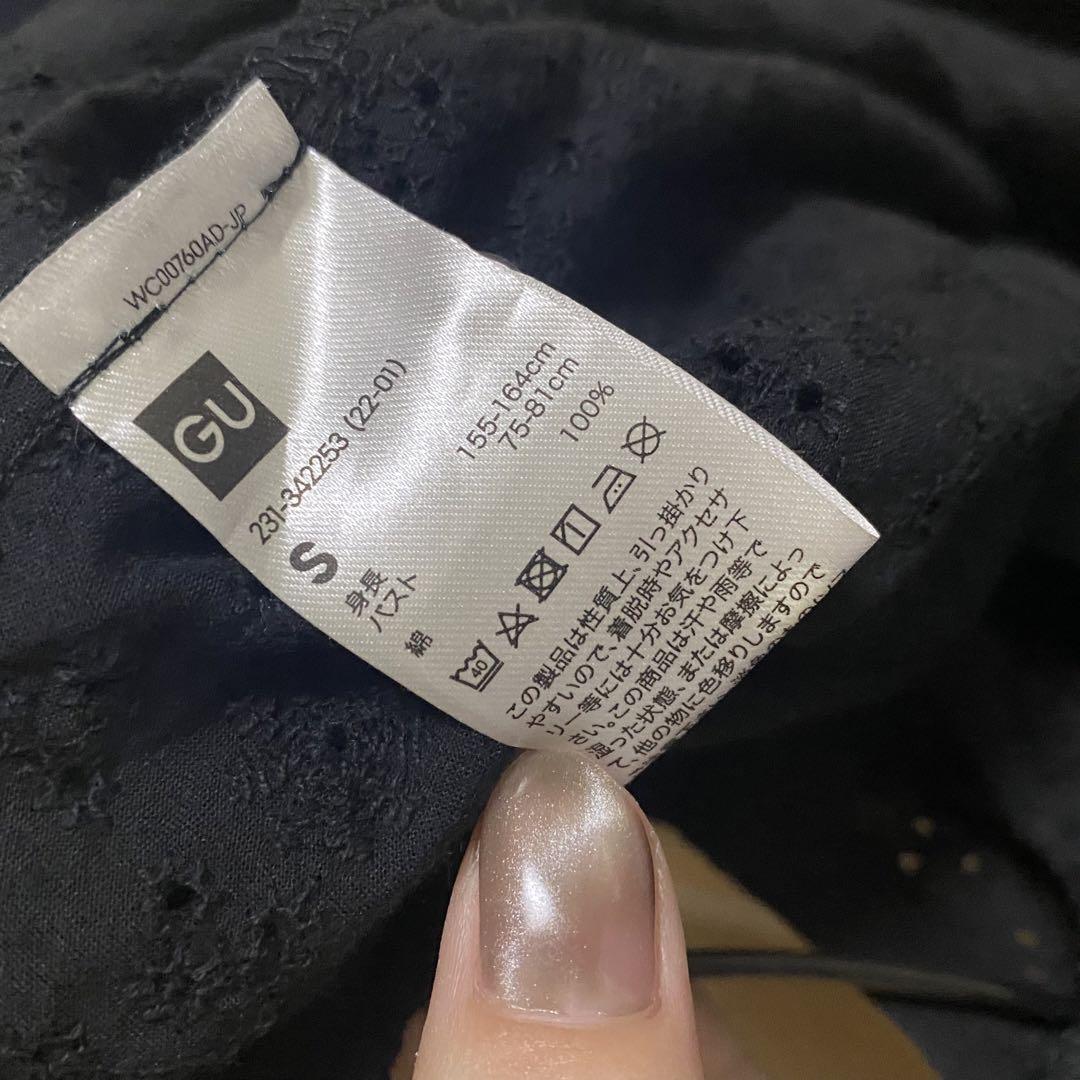 WC00760AD-JP
GU
231-342253 (22-01)
S
身長 155-164cm
バスト 75-81cm
綿 100%
40
この製品は性質上、引っ掛かり
やすいので、着脱時やアクセサ
リー等には十分お気をつけ下
さい。この商品は汗や雨等で
湿った状態、または摩擦によっ
て、他の物に色移りしますので